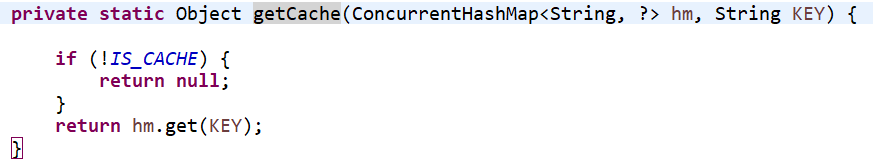 private static Object getCache(ConcurrentHashMap<String, ?> hm, String KEY) {
if (!IS_CACHE) {
return null;
}
return hm.get(KEY);
}